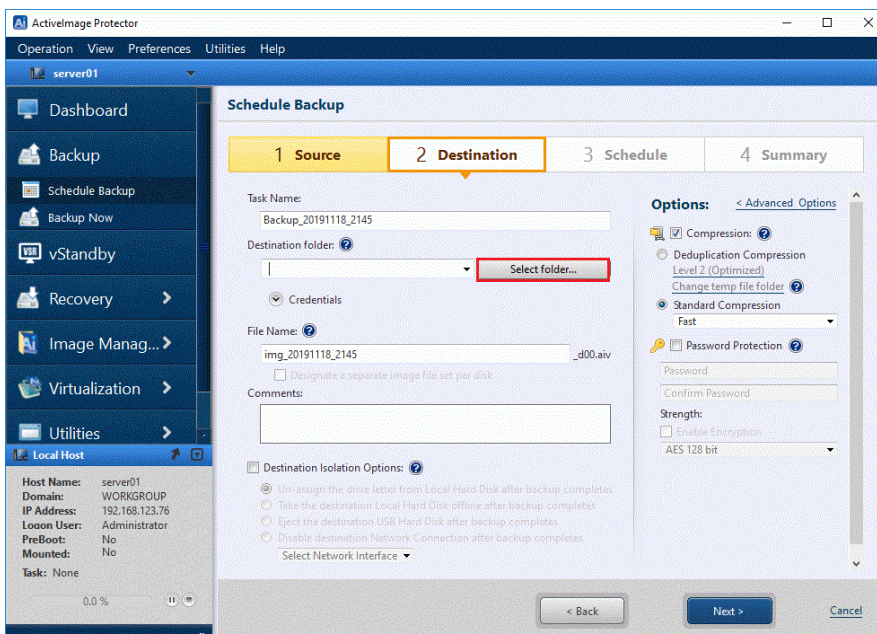 Ai ActiveImage Protector
Operation View Preferences Utilities Help
server01
Dashboard
Backup
Schedule Backup
Backup Now
VSR vStandby
Recovery
Ai Image Manag...
Virtualization
Utilities
Local Host
Host Name: server01
Domain: WORKGROUP
IP Address: 192.168.123.76
Logon User: Administrator
PreBoot: No
Mounted: No
Task: None
0.0 %
Schedule Backup
1 Source
2 Destination
3 Schedule
4 Summary
Task Name:
Backup_20191118_2145
Destination folder: ?
Select folder...
Credentials
File Name: ?
img_20191118_2145 _d00.aiv
Designate a separate image file set per disk
Comments:
Destination Isolation Options: ?
Un-assign the drive letter from Local Hard Disk after backup completes
Take the destination Local Hard Disk offline after backup completes
Eject the destination USB Hard Disk after backup completes
Disable destination Network Connection after backup completes
Select Network Interface
Options: < Advanced Options
Compression: ?
Deduplication Compression
Level 2 (Optimized)
Change temp file folder ?
Standard Compression
Fast
Password Protection ?
Password
Confirm Password
Strength:
Enable Encryption
AES 128 bit
< Back
Next >
Cancel